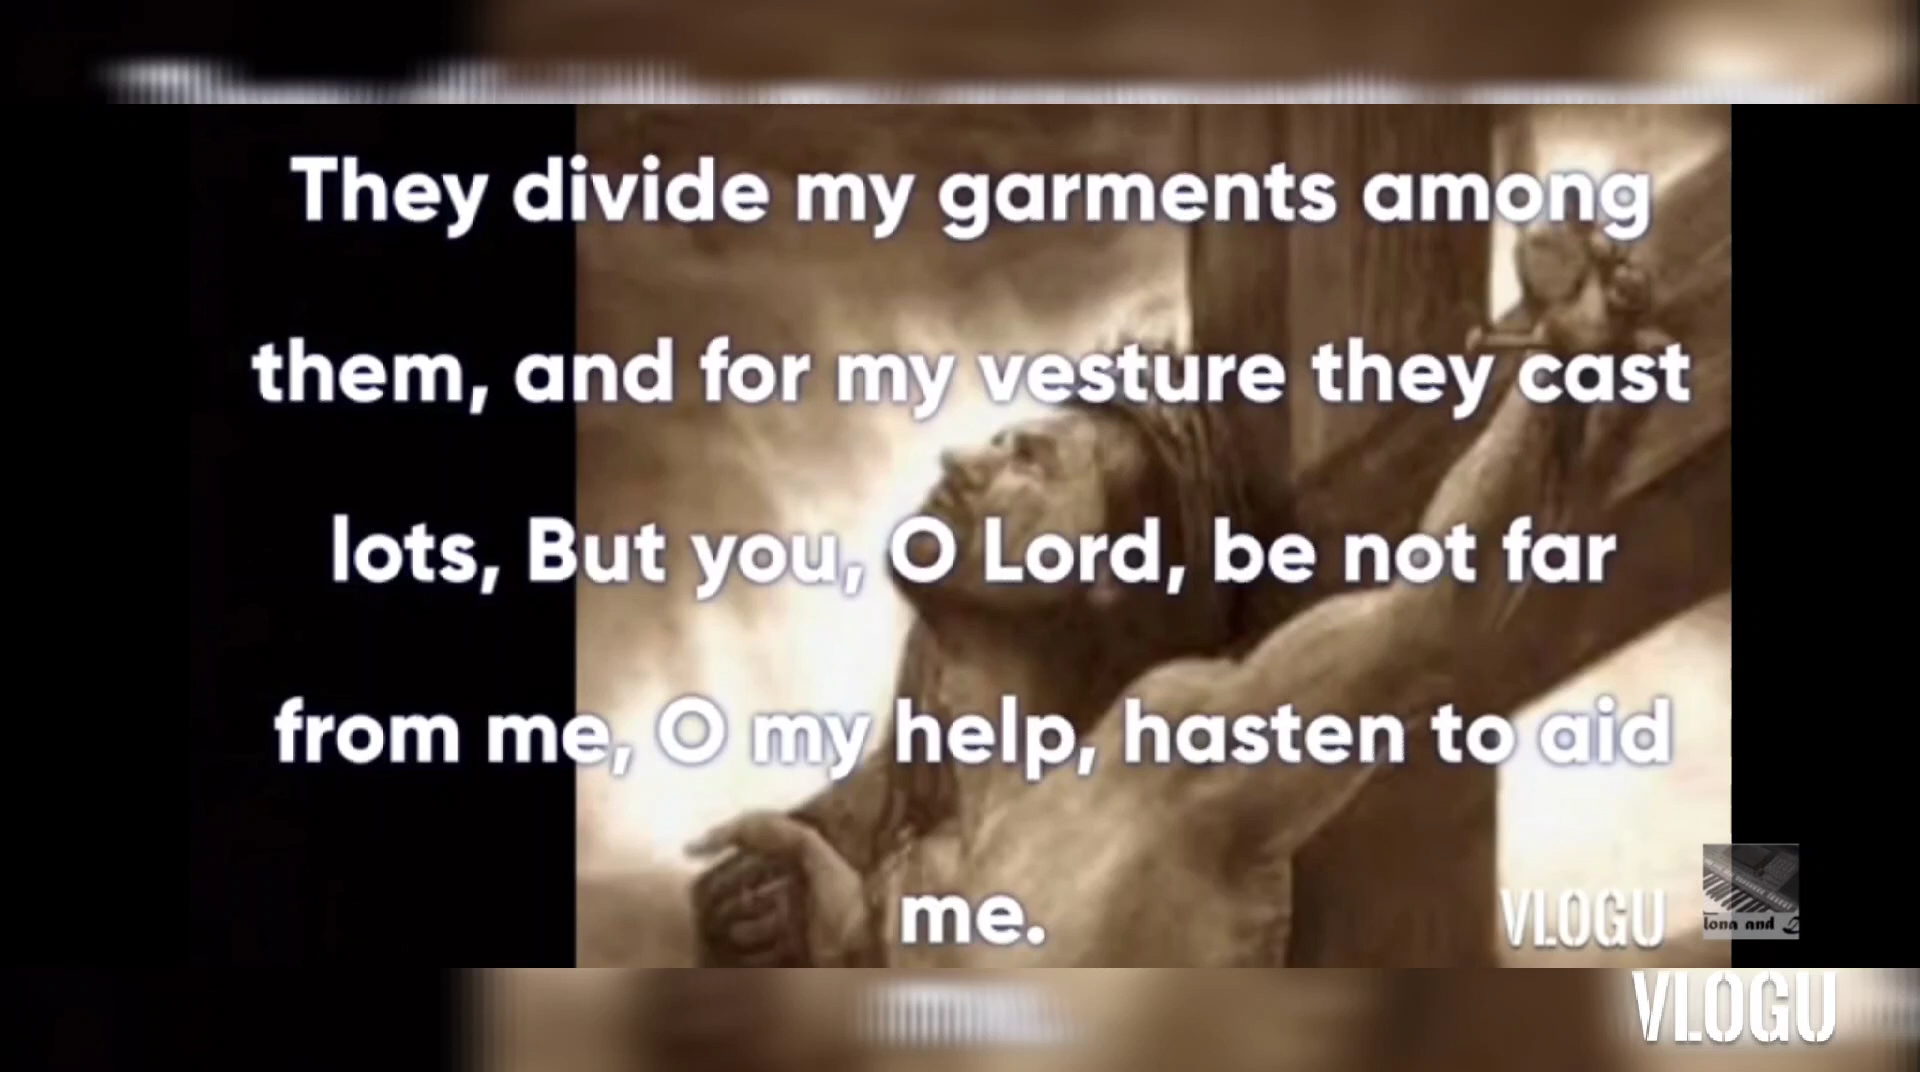 They divide my garments among
them, and for my vesture they cast
lots, But you, O Lord, be not far
from me, O my help, hasten to aid
me.
VLOGU
and
VLOGU